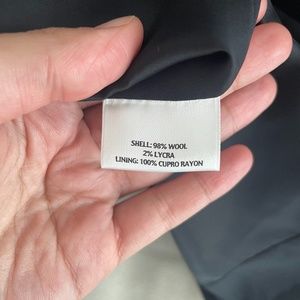 SHELL: 98% WOOL
2% LYCRA
LINING: 100% CUPRO RAYON